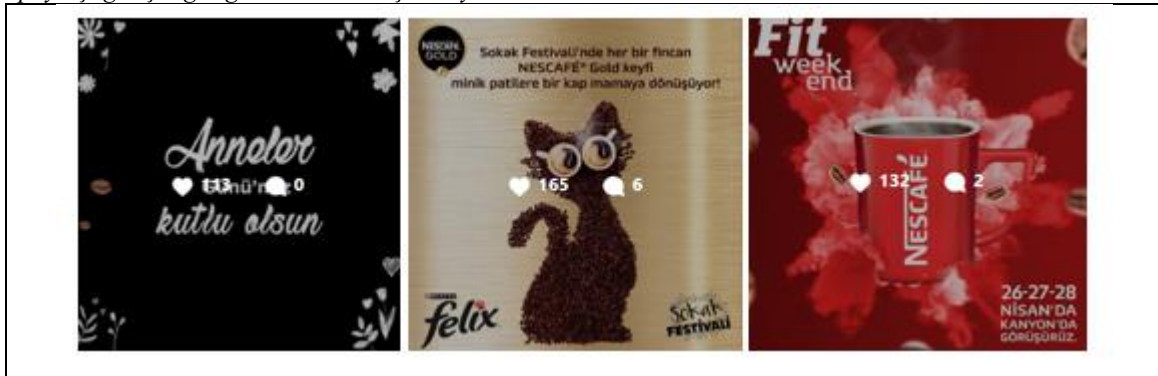 Anneler
113
0
kutlu olsun
NESCAFÉ
GOLD
Sokak Festivali'nde her bir fincan
NESCAFÉ® Gold keyfi
minik patilere bir kap mamaya dönüşüyor!
165
6
PURINA
felix
Sokak
FESTİVALİ
Fit
week
end
132
2
NESCAFÉ
26-27-28
NİSAN'DA
KANYON'DA
GÖRÜŞÜRÜZ.